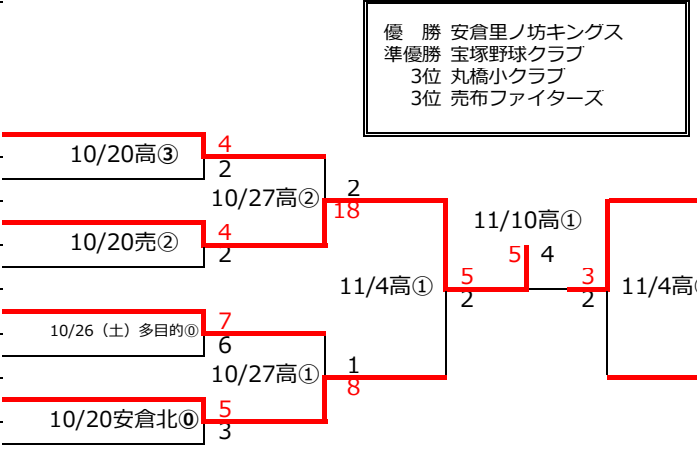 優　勝 安倉里ノ坊キングス
準優勝 宝塚野球クラブ
3位 丸橋小クラブ
3位 売布ファイターズ
10/20高③
4
2
10/27高②
2
18
10/20売②
4
2
11/10高①
5 4
11/4高①
5
2
3
2
11/4高
10/26（土）多目的⓪
7
6
10/27高①
1
8
10/20安倉北⓪
5
3